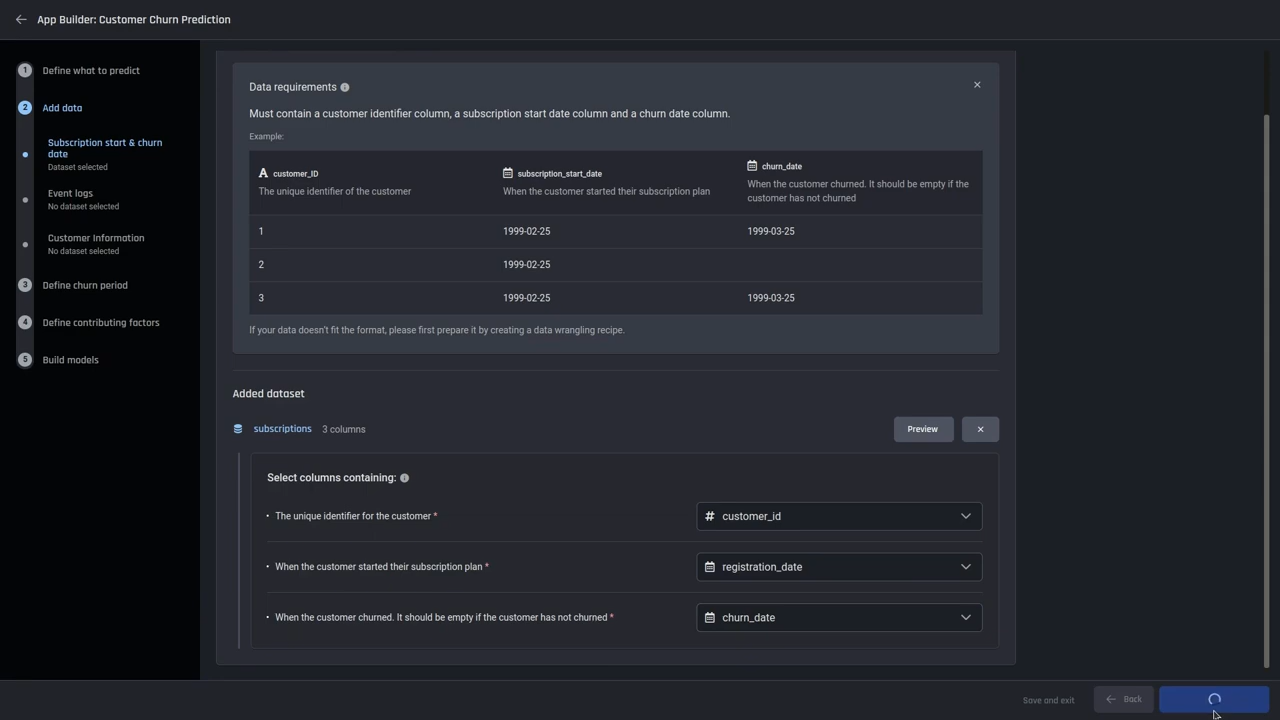 App Builder: Customer Churn Prediction
1 Define what to predict
2 Add data
Subscription start & churn
date
Dataset selected
Event logs
No dataset selected
Customer Information
No dataset selected
3 Define churn period
4 Define contributing factors
5 Build models
Data requirements
Must contain a customer identifier column, a subscription start date column and a churn date column.
Example:
customer_ID subscription_start_date churn_date
The unique identifier of the customer When the customer started their subscription plan When the customer churned. It should be empty if the
customer has not churned
1 1999-02-25 1999-03-25
2 1999-02-25
3 1999-02-25 1999-03-25
If your data doesn't fit the format, please first prepare it by creating a data wrangling recipe.
Added dataset
subscriptions 3 columns Preview
Select columns containing:
• The unique identifier for the customer * # customer_id
• When the customer started their subscription plan * registration_date
• When the customer churned. It should be empty if the customer has not churned * churn_date
Save and exit Back